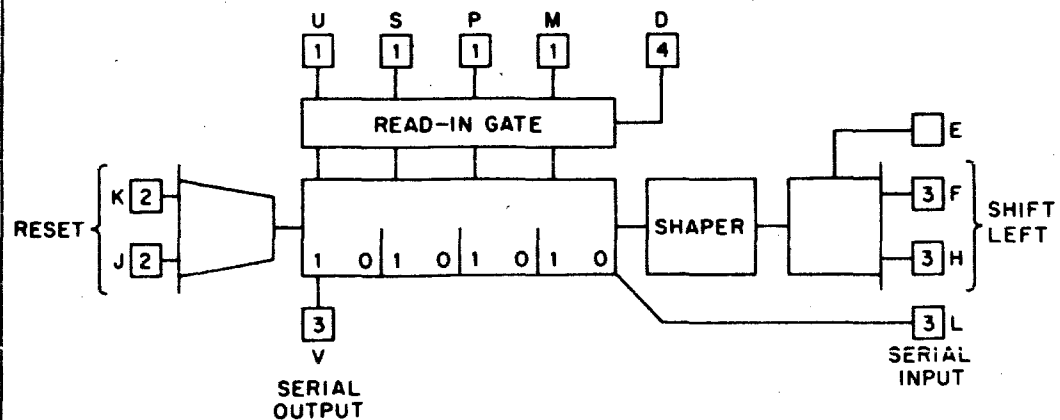 U S P M D
1 1 1 1 4
READ-IN GATE
E
K 2
3 F
RESET
SHAPER
SHIFT
LEFT
J 2
1 0 1 0 1 0 1 0
3 H
3
3 L
V
SERIAL
INPUT
SERIAL
OUTPUT